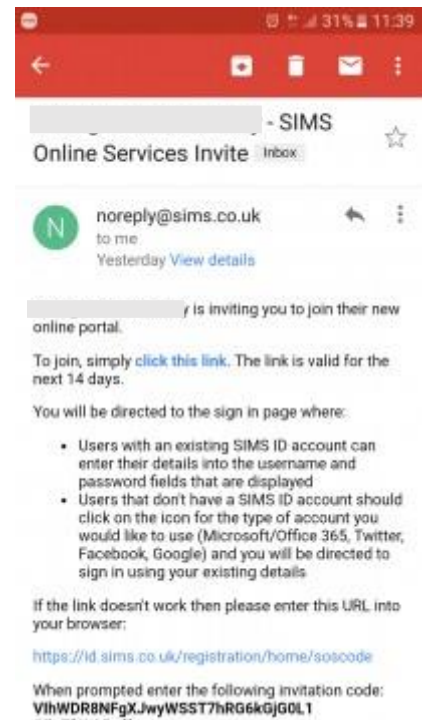 31% 11:39
- SIMS
Online Services Invite Inbox
N
noreply@sims.co.uk
to me
Yesterday View details
y is inviting you to join their new
online portal.
To join, simply click this link. The link is valid for the
next 14 days.
You will be directed to the sign in page where:
• Users with an existing SIMS ID account can
enter their details into the username and
password fields that are displayed
• Users that don't have a SIMS ID account should
click on the icon for the type of account you
would like to use (Microsoft/Office 365, Twitter,
Facebook, Google) and you will be directed to
sign in using your existing details
If the link doesn't work then please enter this URL into
your browser:
https://id.sims.co.uk/registration/home/soscode
When prompted enter the following invitation code: